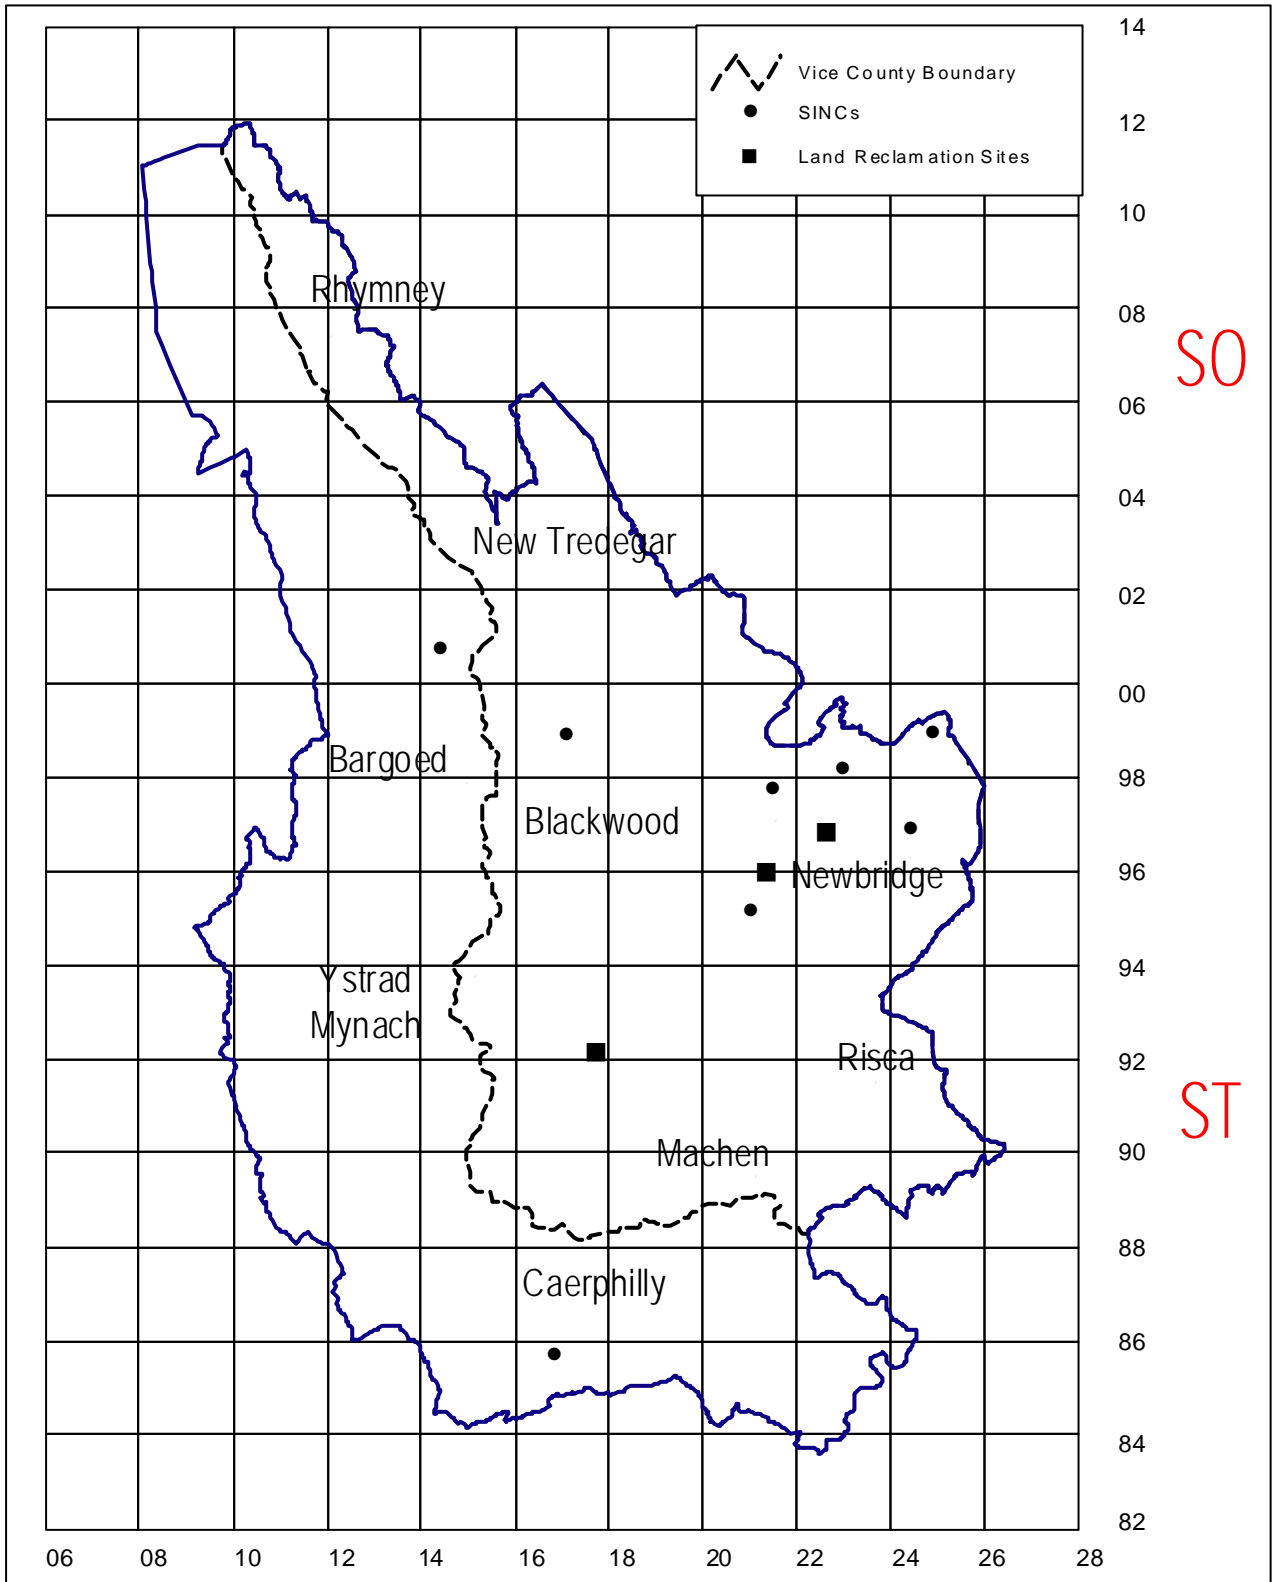 14
Vice County Boundary
SINCs
12
Land Reclamation Sites
10
Rhymney
08
SO
06
04
New Tredegar
02
00
Bargoed
98
Blackwood
Newbridge
96
Ystrad
94
Mynach
Risca
92
ST
Machen
90
88
Caerphilly
86
84
82
06 08 10 12 14 16 18 20 22 24 26 28